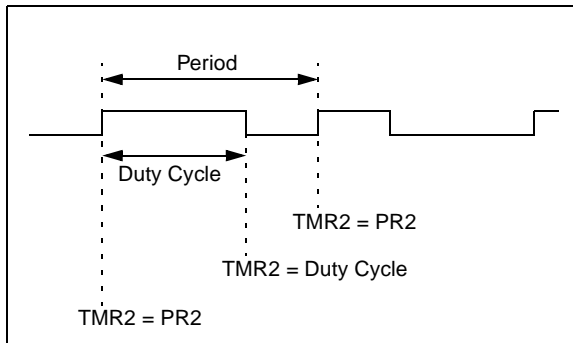 Period
Duty Cycle
TMR2 = PR2
TMR2 = Duty Cycle
TMR2 = PR2